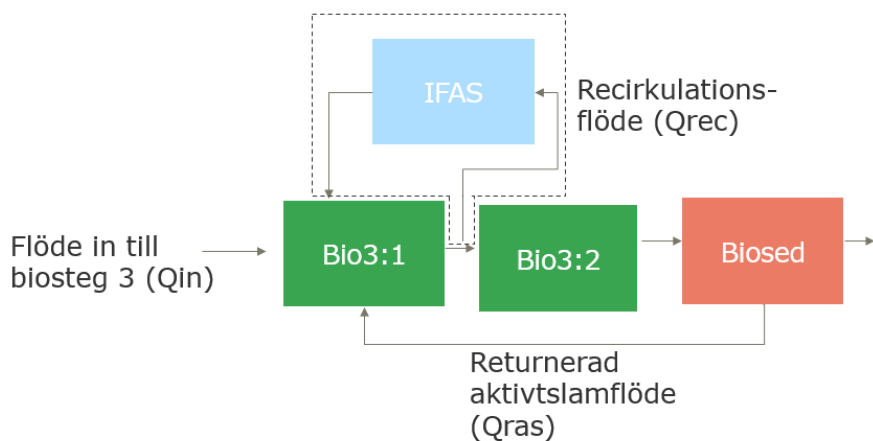 IFAS
Recirkulations-
flöde (Qrec)
Flöde in till
biosteg 3 (Qin)
Bio3:1
Bio3:2
Biosed
Returnerad
aktivtslamflöde
(Qras)